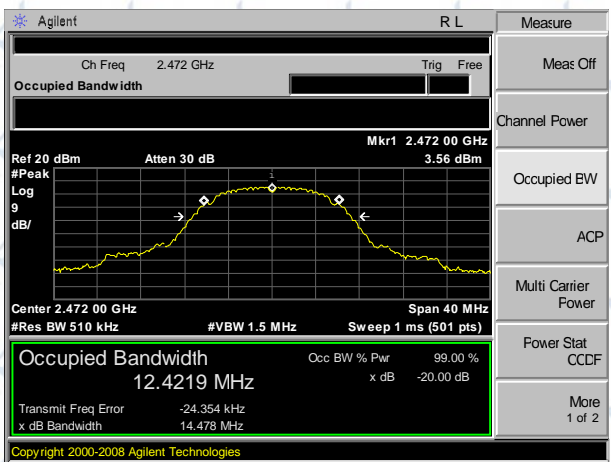 Agilent R L
Ch Freq 2.472 GHz Trig Free
Occupied Bandwidth
Mkr1 2.472 00 GHz
Ref 20 dBm Atten 30 dB 3.56 dBm
#Peak
Log
9
dB/
1
Center 2.472 00 GHz Span 40 MHz
#Res BW 510 kHz #VBW 1.5 MHz Sweep 1 ms (501 pts)
Occupied Bandwidth Occ BW % Pwr 99.00 %
12.4219 MHz x dB -20.00 dB
Transmit Freq Error -24.354 kHz
x dB Bandwidth 14.478 MHz
Copyright 2000-2008 Agilent Technologies
Measure
Meas Off
Channel Power
Occupied BW
ACP
Multi Carrier
Power
Power Stat
CCDF
More
1 of 2